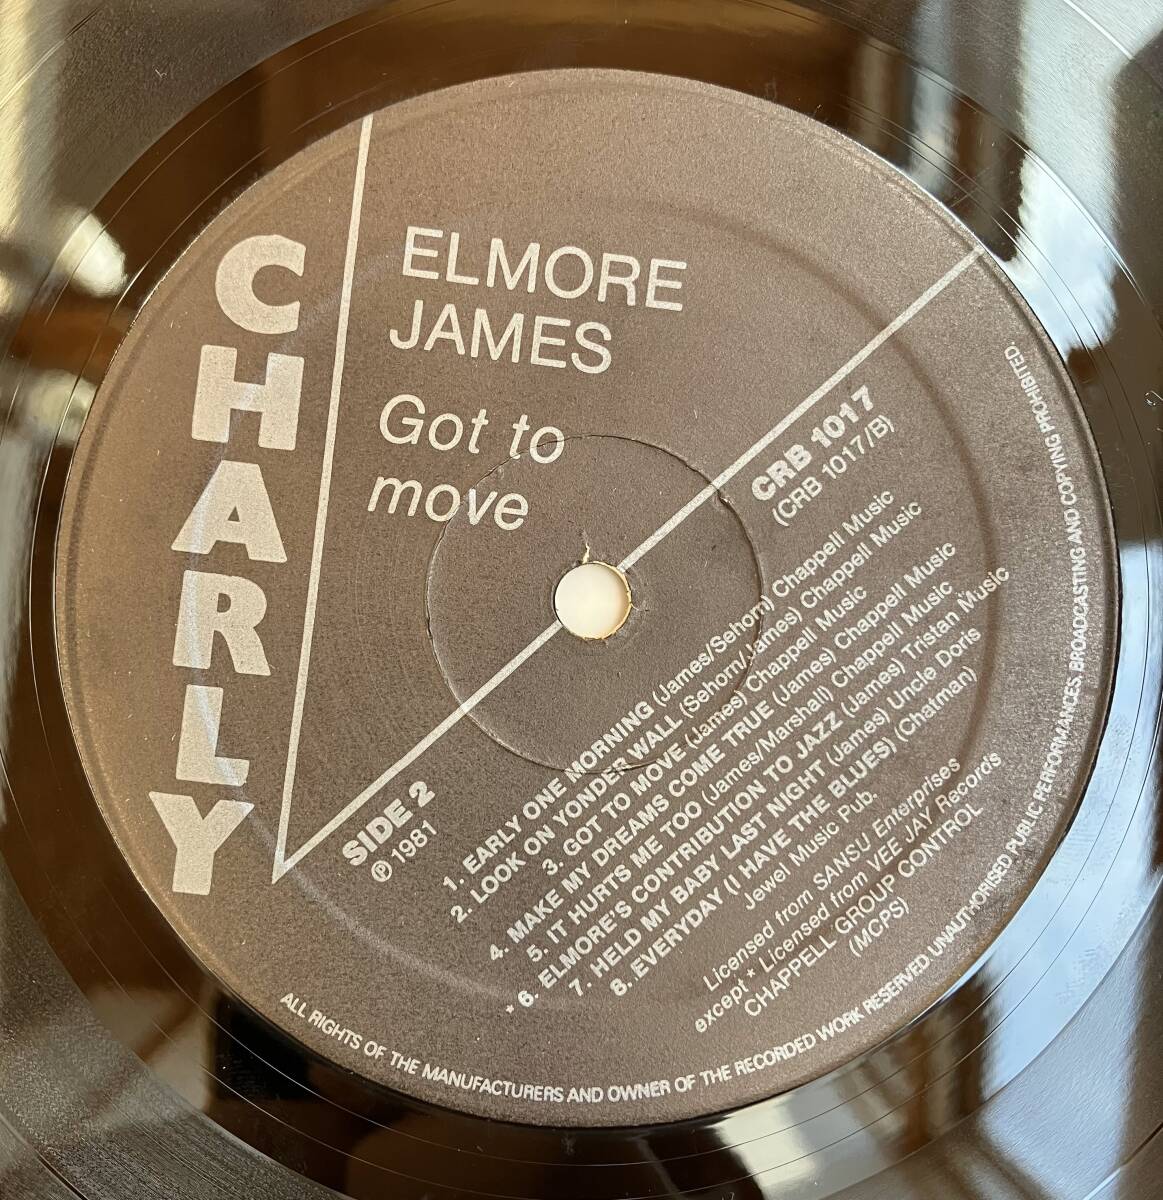 CHARLY
ELMORE
JAMES
Got to
move
CRB 1017
(CRB 1017/B)
SIDE 2
Ⓟ 1981
1. EARLY ONE MORNING (James/Sehorn) Chappell Music
2. LOOK ON YONDER WALL (Sehorn/James) Chappell Music
3. GOT TO MOVE (James) Chappell Music
4. MAKE MY DREAMS COME TRUE (James) Chappell Music
5. IT HURTS ME TOO (James/Marshall) Chappell Music
* 6. ELMORE'S CONTRIBUTION TO JAZZ (James) Tristan Music
7. HELD MY BABY LAST NIGHT (James) Uncle Doris
8. EVERYDAY (I HAVE THE BLUES) (Chatman)
Jewel Music Pub.
Licensed from SANSU Enterprises
except * Licensed from VEE JAY Records
CHAPPELL GROUP CONTROL
(MCPS)
ALL RIGHTS OF THE MANUFACTURERS AND OWNER OF THE RECORDED WORK RESERVED UNAUTHORISED PUBLIC PERFORMANCES, BROADCASTING AND COPYING PROHIBITED.